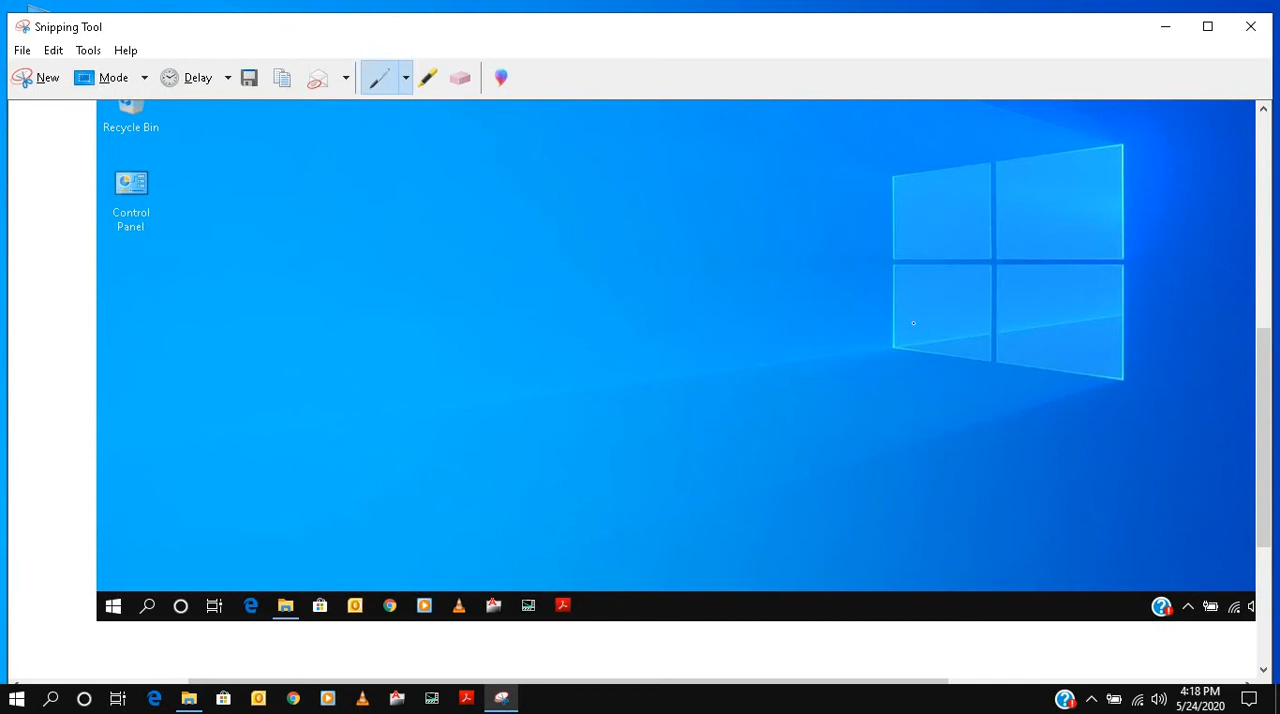 Snipping Tool
File Edit Tools Help
New Mode Delay
Recycle Bin
Control
Panel
4:18 PM
5/24/2020